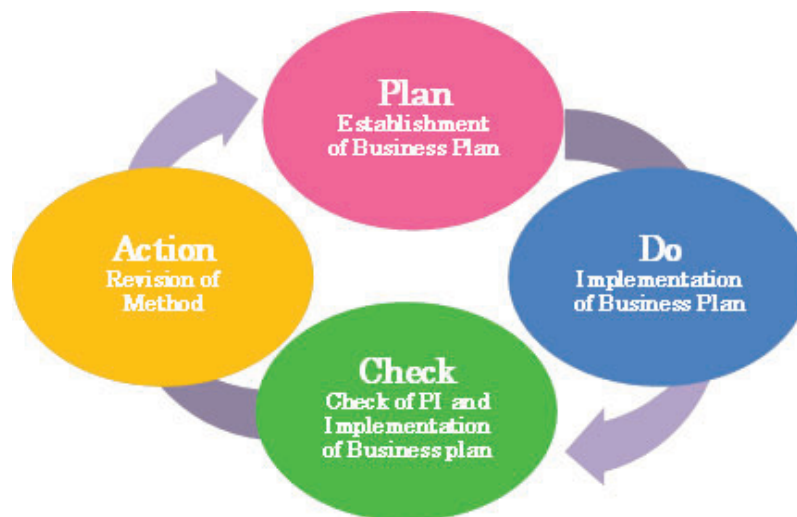 Plan
Establishment
of Business Plan
Do
Implementation
of Business Plan
Check
Check of PI and
Implementation
of Business plan
Action
Revision of
Method